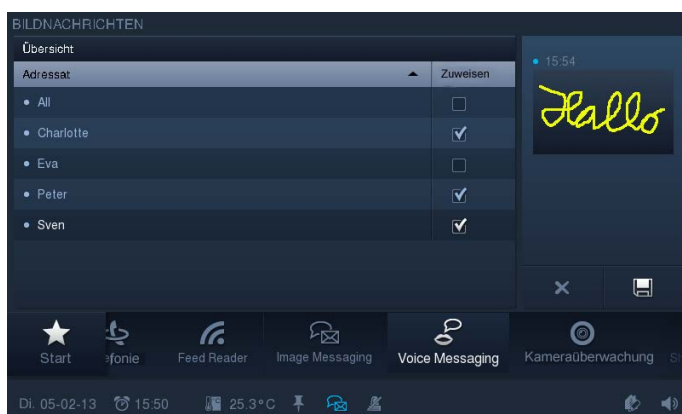 BILDNACHRICHTEN
Übersicht
Adressat Zuweisen
All
Charlotte
Eva
Peter
Sven
15:54
Hallo
Start
efonie
Feed Reader
Image Messaging
Voice Messaging
Kameraüberwachung
Di. 05-02-13 15:50 25.3°C